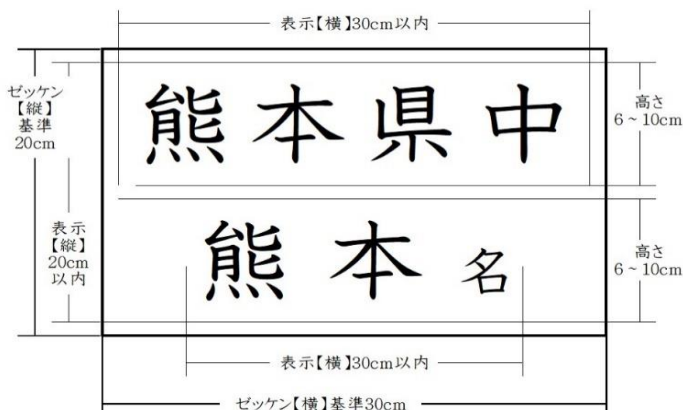 表示【横】30cm以内
ゼッケン
【縦】
基準
20cm
熊本県中
高さ
6~10cm
表示
【縦】
20cm
以内
熊本名
高さ
6~10cm
表示【横】30cm以内
ゼッケン【横】基準30cm